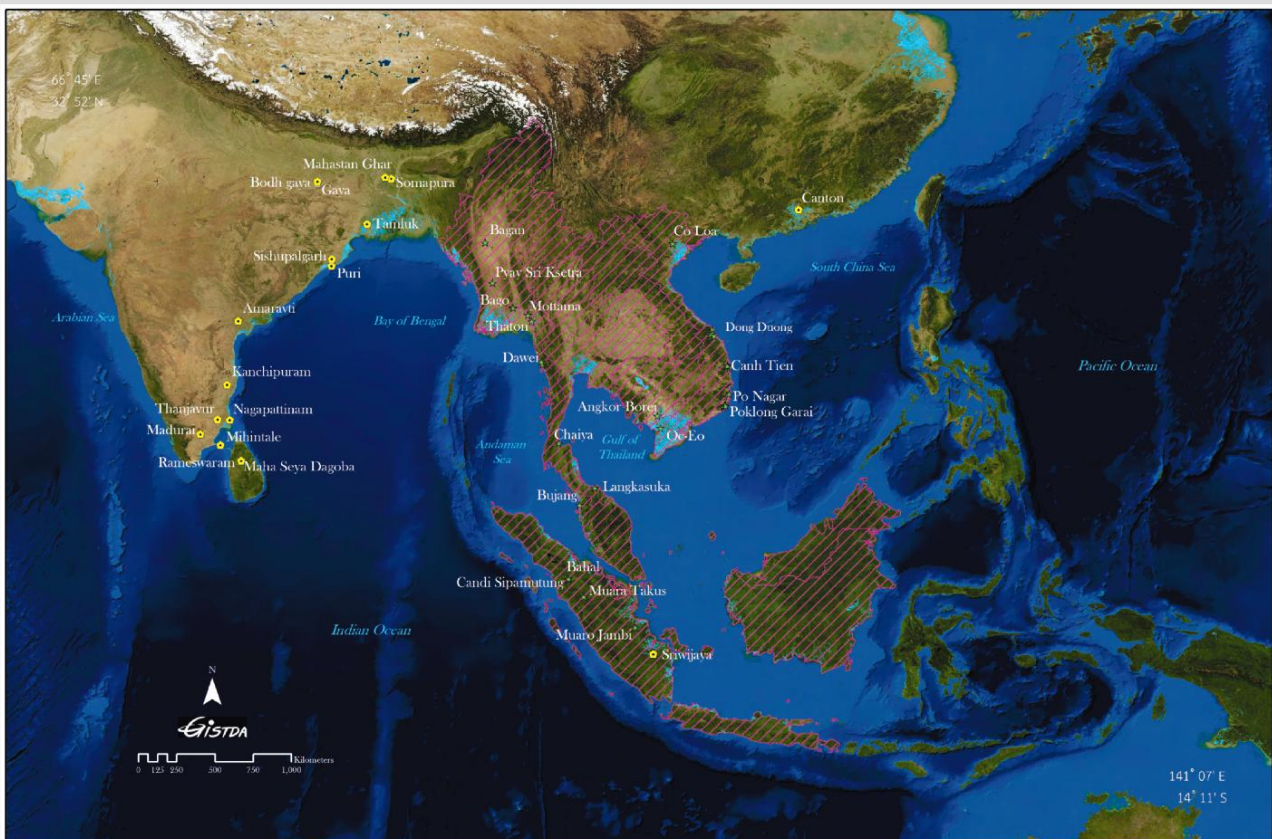 66° 45' E
32° 52' N
Mahastan Ghar
Bodh gaya
Gaya
Somapura
Canton
Tamluk
Bagan
Co Loa
Sishupalgarh
Puri
South China Sea
Pyay Sri Ksetra
Arabian Sea
Amaravti
Bay of Bengal
Bago
Mottama
Thaton
Dong Duong
Dawei
Canh Tien
Pacific Ocean
Kanchipuram
Po Nagar
Thanjavur
Nagapattinam
Angkor Borei
Poklong Garai
Madurai
Mihintale
Chaiya
Gulf of
Thailand
Oc-Eo
Andaman
Sea
Rameswaram
Maha Seya Dagoba
Langkasuka
Bujang
Bahal
Candi Sipamutung
Muara Takus
Indian Ocean
Muaro Jambi
Sriwijaya
N
GISTDA
Kilometers
0 125 250 500 750 1,000
141° 07' E
14° 11' S